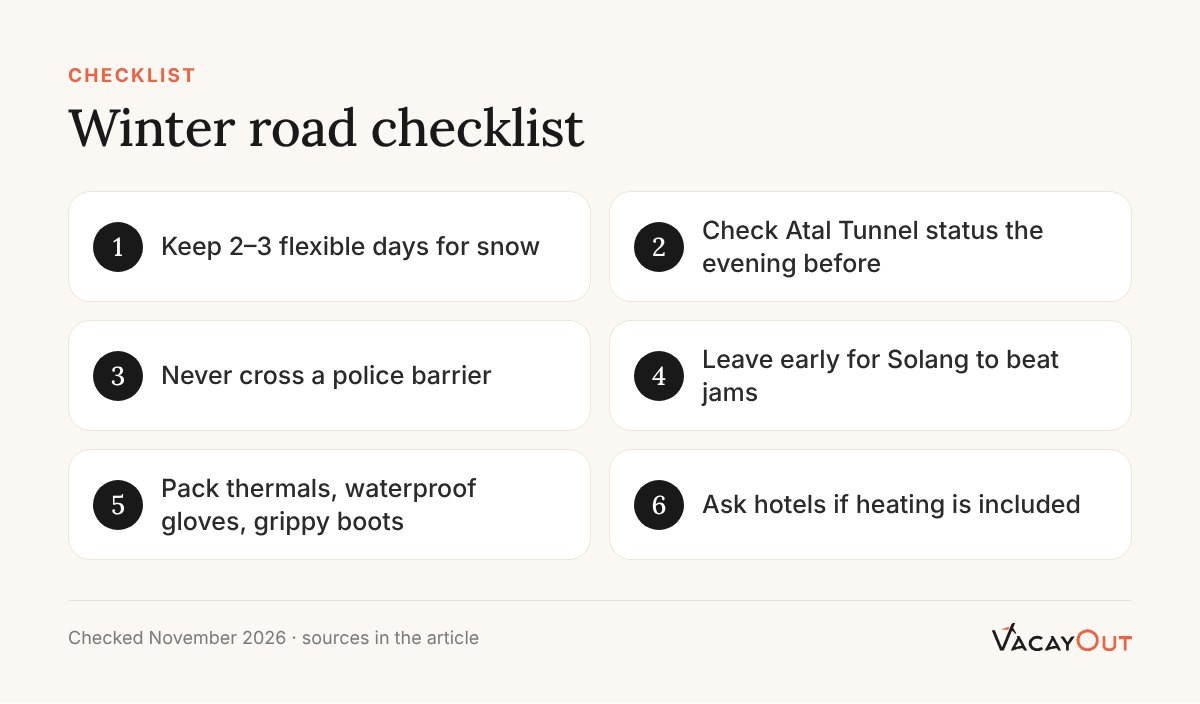 CHECKLIST
Winter road checklist
1 Keep 2–3 flexible days for snow
2 Check Atal Tunnel status the
evening before
3 Never cross a police barrier
4 Leave early for Solang to beat
jams
5 Pack thermals, waterproof
gloves, grippy boots
6 Ask hotels if heating is included
Checked November 2026 · sources in the article
VACAYOUT